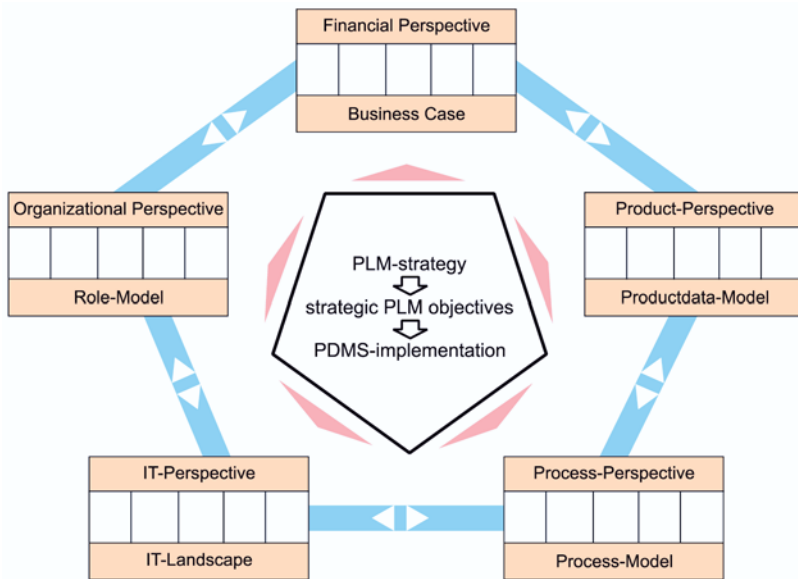 Financial Perspective
Business Case
Organizational Perspective
Role-Model
Product-Perspective
Productdata-Model
PLM-strategy
strategic PLM objectives
PDMS-implementation
IT-Perspective
IT-Landscape
Process-Perspective
Process-Model